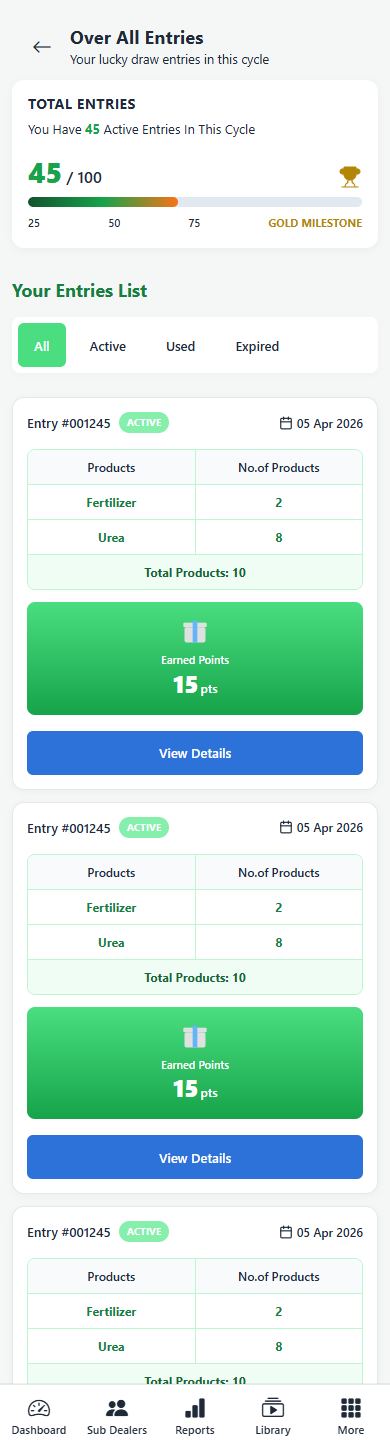 Over All Entries
Your lucky draw entries in this cycle
TOTAL ENTRIES
You Have 45 Active Entries In This Cycle
45 / 100
25 50 75 GOLD MILESTONE
Your Entries List
All Active Used Expired
Entry #001245 ACTIVE 05 Apr 2026
Products No.of Products
Fertilizer 2
Urea 8
Total Products: 10
Earned Points
15 pts
View Details
Entry #001245 ACTIVE 05 Apr 2026
Products No.of Products
Fertilizer 2
Urea 8
Total Products: 10
Earned Points
15 pts
View Details
Entry #001245 ACTIVE 05 Apr 2026
Products No.of Products
Fertilizer 2
Urea 8
Total Products: 10
Dashboard Sub Dealers Reports Library More